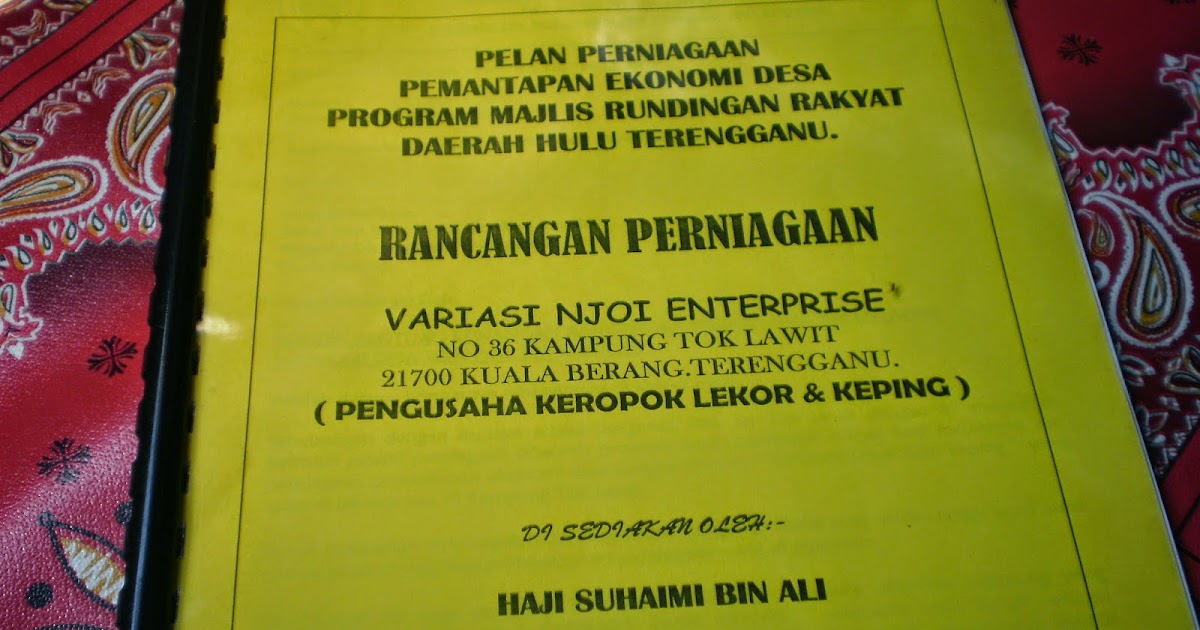 PELAN PERNIAGAAN
PEMANTAPAN EKONOMI DESA
PROGRAM MAJLIS RUNDINGAN RAKYAT
DAERAH HULU TERENGGANU.
RANCANGAN PERNIAGAAN
VARIASI NJOI ENTERPRISE
NO 36 KAMPUNG TOK LAWIT
21700 KUALA BERANG.TERENGGANU.
( PENGUSAHA KEROPOK LEKOR & KEPING )
DI SEDIAKAN OLEH:-
HAJI SUHAIMI BIN ALI